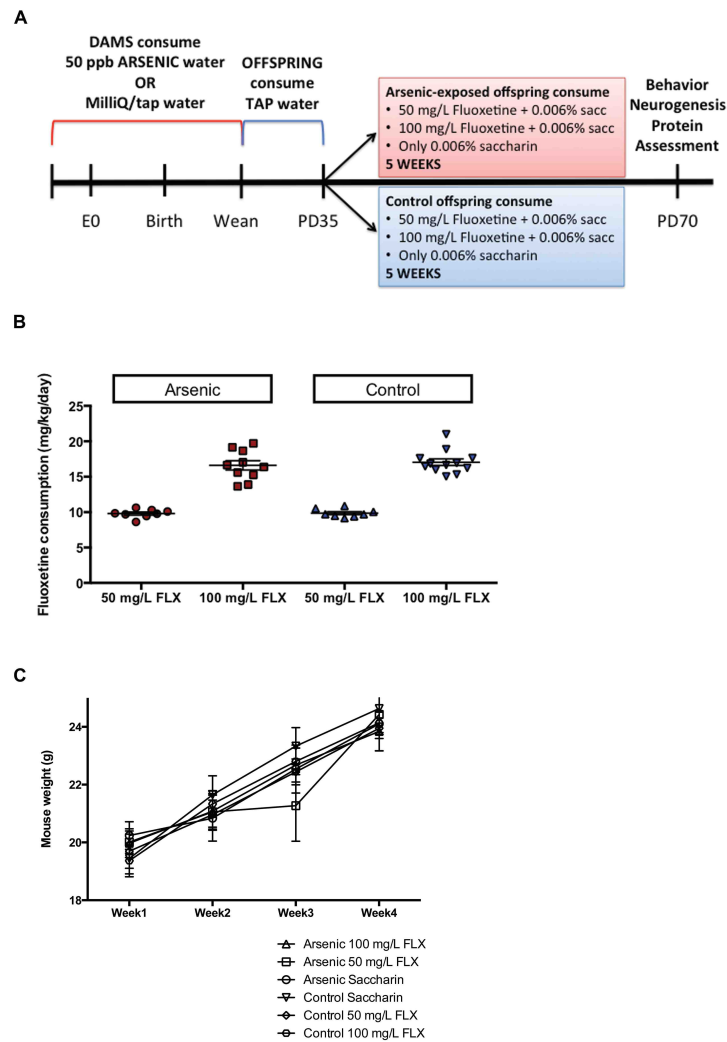 A
DAMS consume
50 ppb ARSENIC water
OR
MilliQ/tap water
OFFSPRING
consume
TAP water
Arsenic-exposed offspring consume
• 50 mg/L Fluoxetine + 0.006% sacc
• 100 mg/L Fluoxetine + 0.006% sacc
• Only 0.006% saccharin
5 WEEKS
Behavior
Neurogenesis
Protein
Assessment
Control offspring consume
• 50 mg/L Fluoxetine + 0.006% sacc
• 100 mg/L Fluoxetine + 0.006% sacc
• Only 0.006% saccharin
5 WEEKS
E0
Birth
Wean
PD35
PD70
B
Arsenic
Control
Fluoxetine consumption (mg/kg/day)
25
20
15
10
5
0
50 mg/L FLX
100 mg/L FLX
50 mg/L FLX
100 mg/L FLX
C
Mouse weight (g)
24
22
20
18
Week1
Week2
Week3
Week4
Arsenic 100 mg/L FLX
Arsenic 50 mg/L FLX
Arsenic Saccharin
Control Saccharin
Control 50 mg/L FLX
Control 100 mg/L FLX